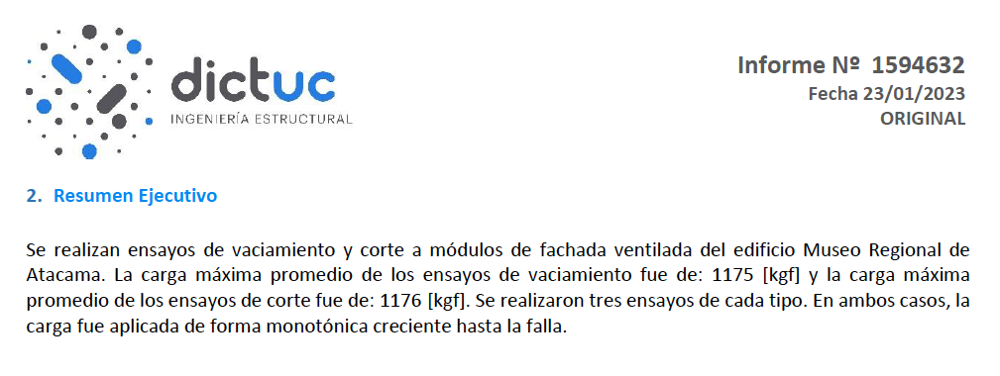 dictuc
INGENIERÍA ESTRUCTURAL
Informe Nº 1594632
Fecha 23/01/2023
ORIGINAL
2. Resumen Ejecutivo
Se realizan ensayos de vaciamiento y corte a módulos de fachada ventilada del edificio Museo Regional de
Atacama. La carga máxima promedio de los ensayos de vaciamiento fue de: 1175 [kgf] y la carga máxima
promedio de los ensayos de corte fue de: 1176 [kgf]. Se realizaron tres ensayos de cada tipo. En ambos casos, la
carga fue aplicada de forma monotónica creciente hasta la falla.